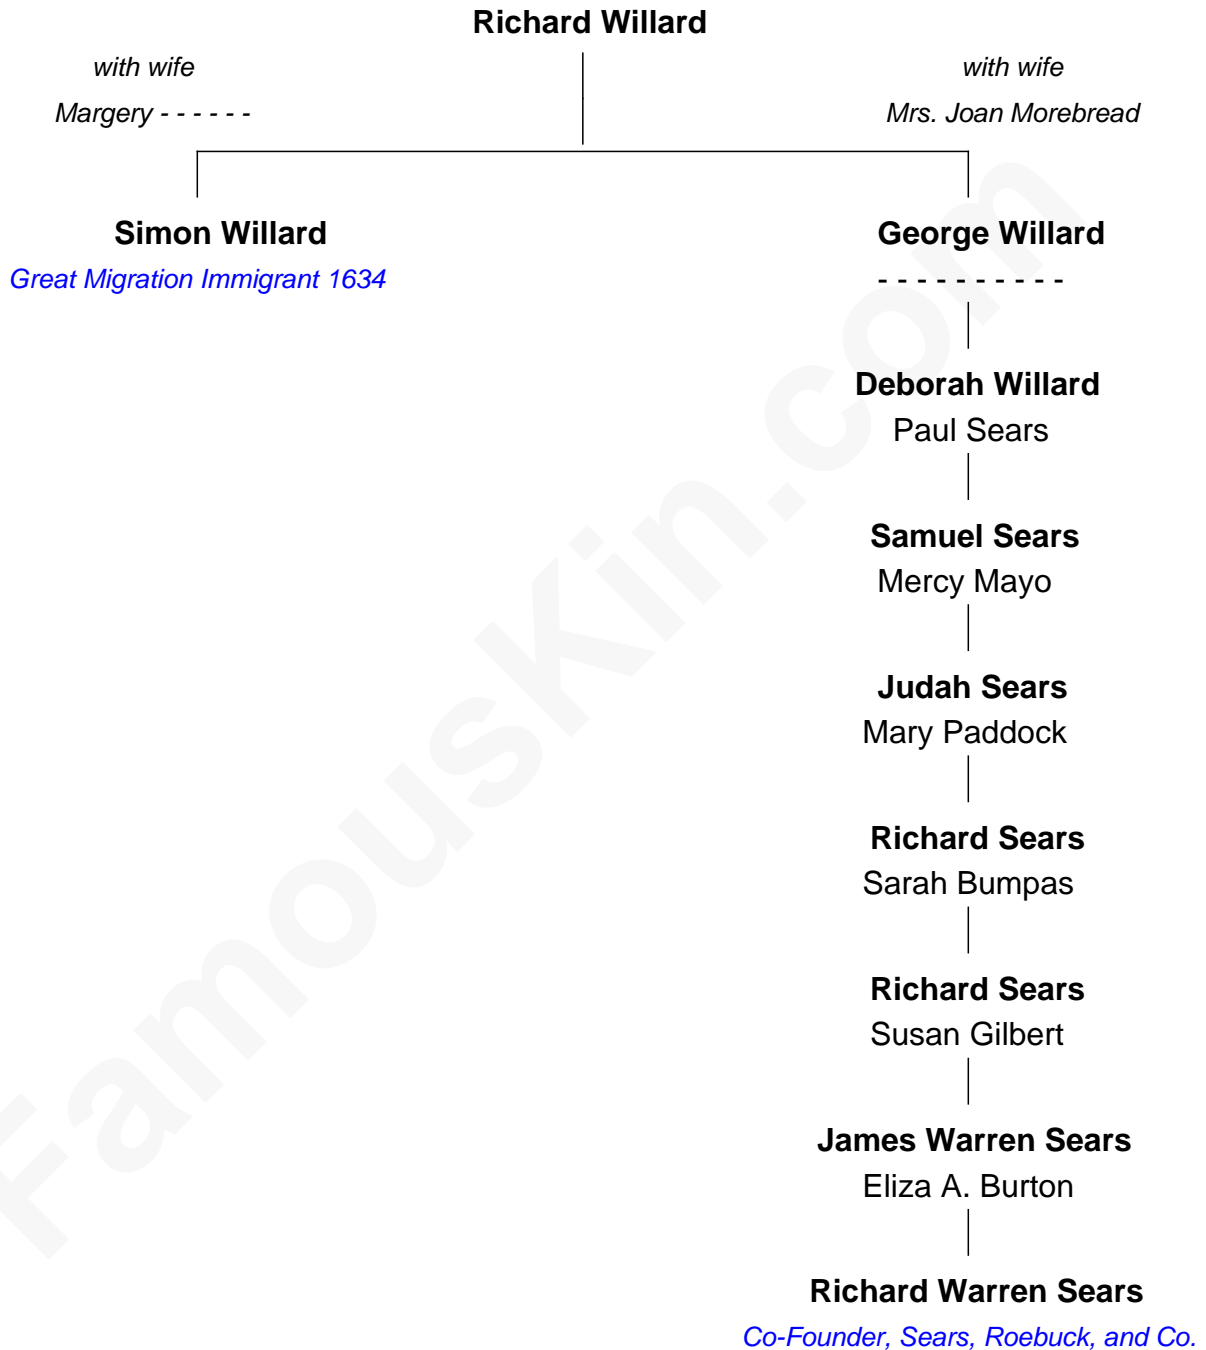 Richard Willard
with wife
Margery - - - - - -
with wife
Mrs. Joan Morebread
Simon Willard
Great Migration Immigrant 1634
George Willard
- - - - - - - - - -
Deborah Willard
Paul Sears
Samuel Sears
Mercy Mayo
Judah Sears
Mary Paddock
Richard Sears
Sarah Bumpas
Richard Sears
Susan Gilbert
James Warren Sears
Eliza A. Burton
Richard Warren Sears
Co-Founder, Sears, Roebuck, and Co.
FamousKin.com